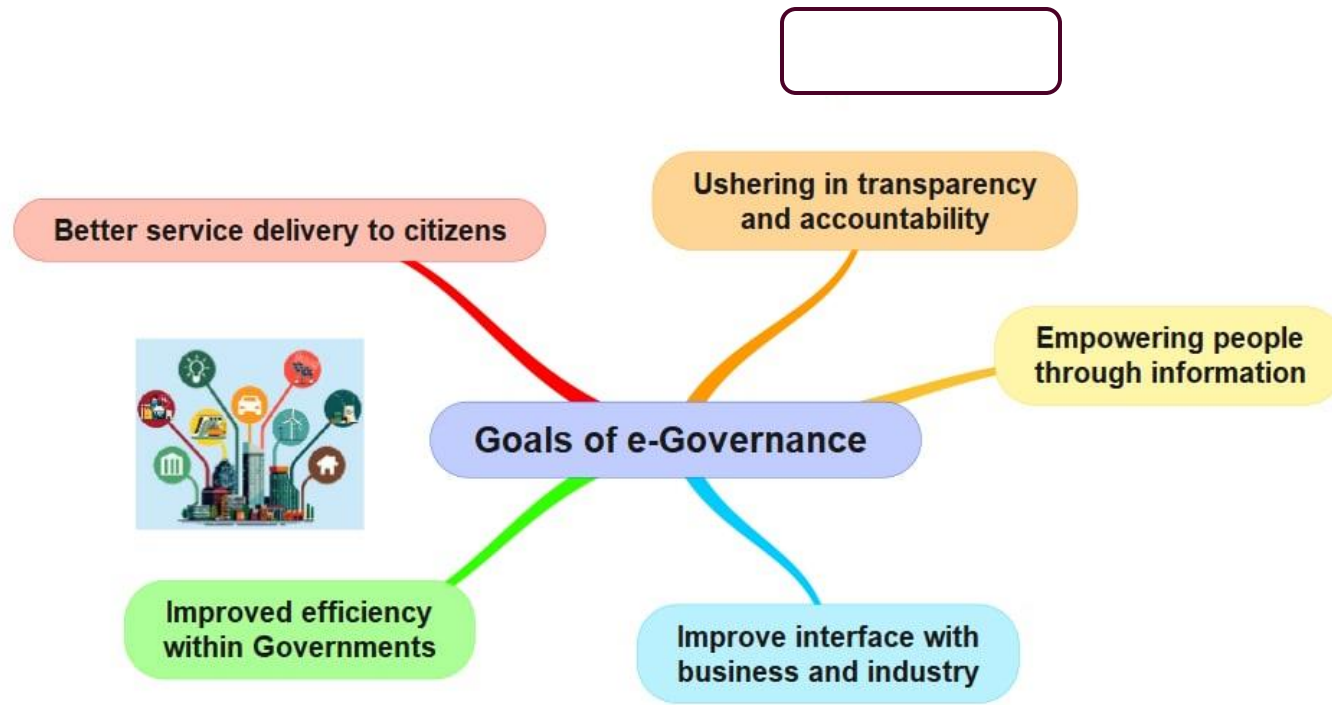 Ushering in transparency
and accountability
Better service delivery to citizens
Empowering people
through information
Goals of e-Governance
Improved efficiency
within Governments
Improve interface with
business and industry